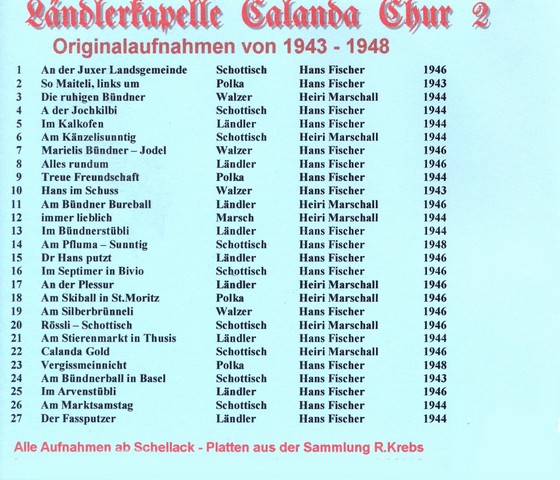 Ländlerkapelle Calanda Chur 2
Originalaufnahmen von 1943 - 1948
1 An der Juxer Landsgemeinde Schottisch Hans Fischer 1946
2 So Maiteli, links um Polka Hans Fischer 1943
3 Die ruhigen Bündner Walzer Heiri Marschall 1944
4 A der Jochkilbi Schottisch Hans Fischer 1944
5 Im Kalkofen Ländler Hans Fischer 1944
6 Am Känzelisunntig Schottisch Heiri Marschall 1944
7 Marielis Bündner – Jodel Walzer Hans Fischer 1946
8 Alles rundum Ländler Hans Fischer 1946
9 Treue Freundschaft Polka Hans Fischer 1944
10 Hans im Schuss Walzer Hans Fischer 1943
11 Am Bündner Bureball Ländler Heiri Marschall 1946
12 immer lieblich Marsch Heiri Marschall 1944
13 Im Bündnerstübli Ländler Hans Fischer 1944
14 Am Pfluma – Sunntig Schottisch Hans Fischer 1948
15 Dr Hans putzt Ländler Hans Fischer 1946
16 Im Septimer in Bivio Schottisch Hans Fischer 1946
17 An der Plessur Ländler Heiri Marschall 1946
18 Am Skiball in St.Moritz Polka Heiri Marschall 1946
19 Am Silberbrünneli Walzer Hans Fischer 1946
20 Rössli – Schottisch Schottisch Heiri Marschall 1946
21 Am Stierenmarkt in Thusis Ländler Hans Fischer 1944
22 Calanda Gold Schottisch Heiri Marschall 1946
23 Vergissmeinnicht Polka Hans Fischer 1948
24 Am Bündnerball in Basel Schottisch Hans Fischer 1943
25 Im Arvenstübli Ländler Hans Fischer 1946
26 Am Marktsamstag Schottisch Hans Fischer 1944
27 Der Fassputzer Ländler Hans Fischer 1944
Alle Aufnahmen ab Schellack - Platten aus der Sammlung R.Krebs